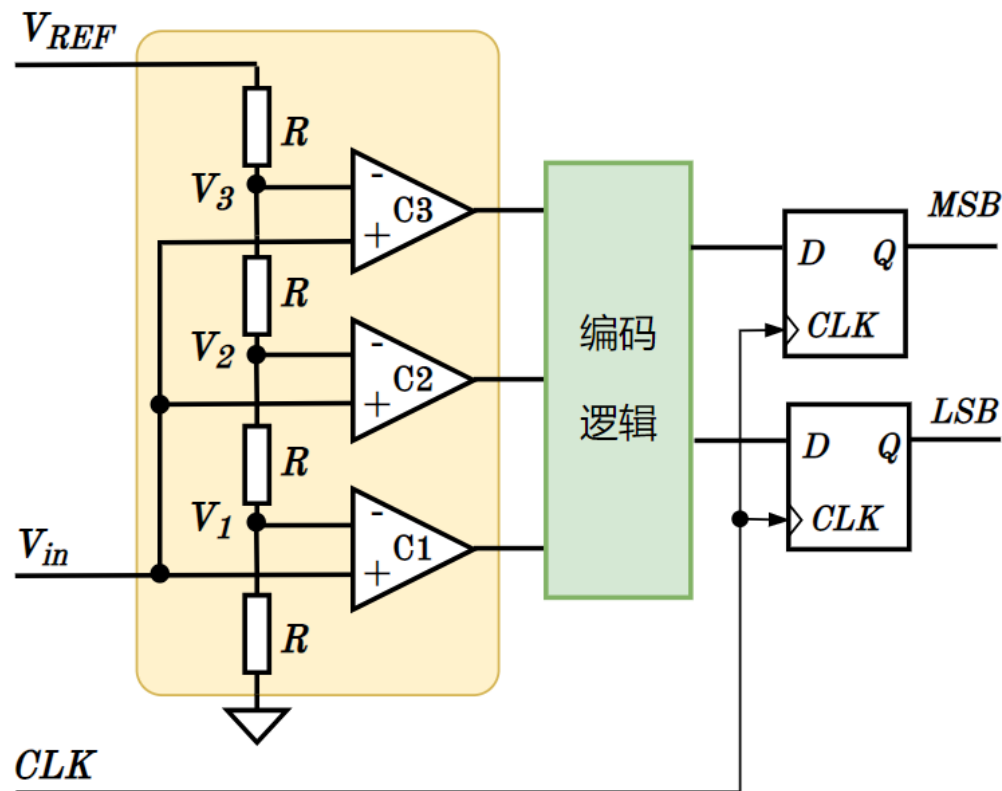 V_REF
R
V_3
-
C3
+
MSB
D Q
CLK
R
编码
逻辑
V_2
-
C2
+
LSB
D Q
CLK
R
V_1
-
C1
+
V_in
R
CLK